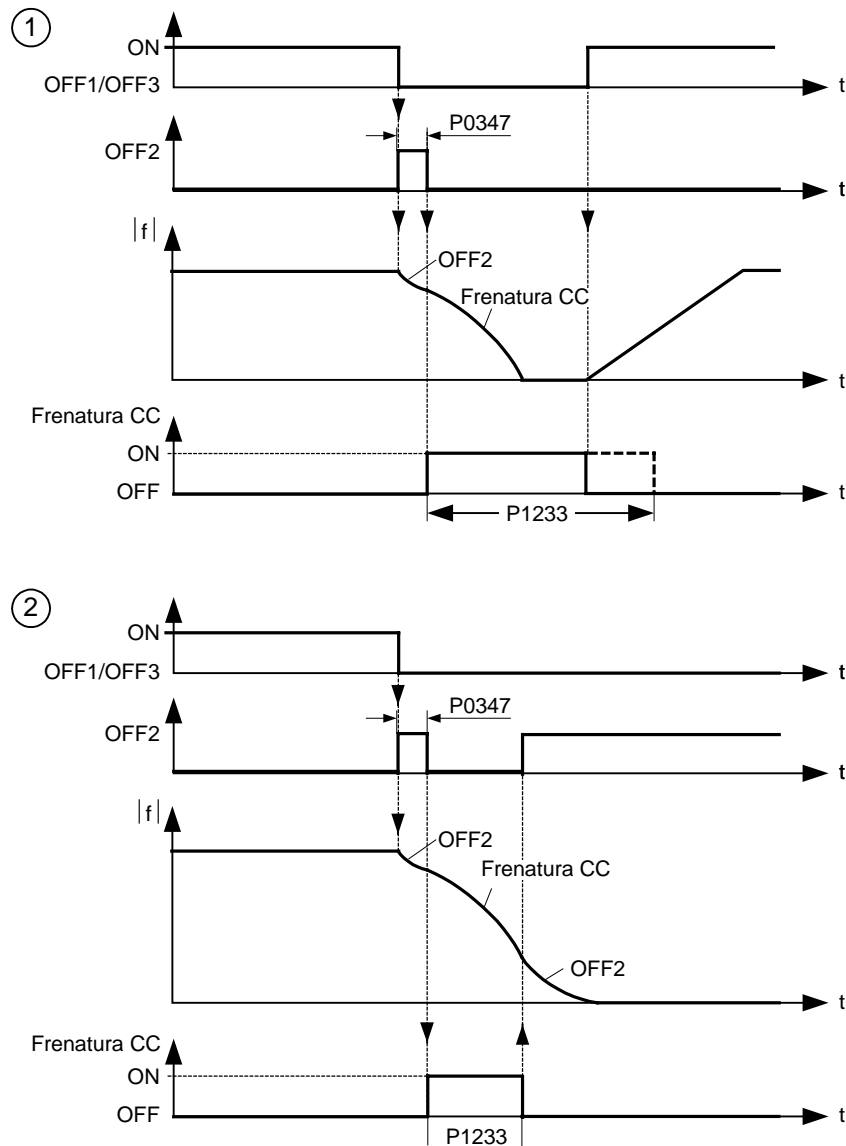 1
ON
OFF1/OFF3
t
P0347
OFF2
t
|f|
OFF2
Frenatura CC
t
Frenatura CC
ON
OFF
t
P1233
2
ON
OFF1/OFF3
t
P0347
OFF2
t
|f|
OFF2
Frenatura CC
OFF2
t
Frenatura CC
ON
OFF
t
P1233